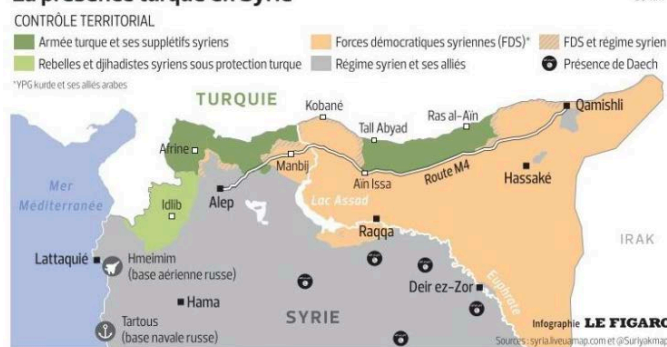 La présence turque en Syrie
CONTRÔLE TERRITORIAL
Armée turque et ses supplétifs syriens
Rebelles et djihadistes syriens sous protection turque
Forces démocratiques syriennes (FDS)*
Régime syrien et ses alliés
FDS et régime syrien
Présence de Daech
*YPG kurde et ses alliés arabes
TURQUIE
Kobané
Tall Abyad
Ras al-Aïn
Qamishli
Afrine
Manbij
Aïn Issa
Route M4
Hassaké
Mer
Méditerranée
Idlib
Alep
Lac Assad
Raqqa
IRAK
Lattaquié
Hmeimim
(base aérienne russe)
Deir ez-Zor
Euphrate
Hama
SYRIE
Tartous
(base navale russe)
Infographie LE FIGARO
Sources : syria.liveuamap.com et @Suriyakmap